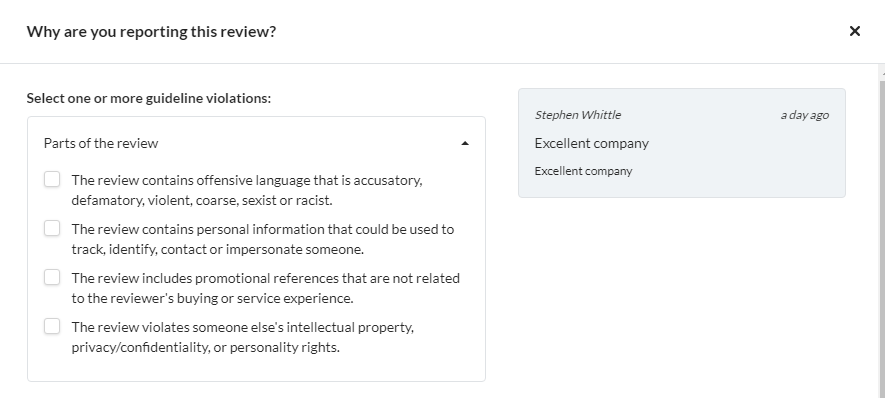 Why are you reporting this review?
Select one or more guideline violations:
Parts of the review
The review contains offensive language that is accusatory,
defamatory, violent, coarse, sexist or racist.
The review contains personal information that could be used to
track, identify, contact or impersonate someone.
The review includes promotional references that are not related
to the reviewer's buying or service experience.
The review violates someone else's intellectual property,
privacy/confidentiality, or personality rights.
Stephen Whittle a day ago
Excellent company
Excellent company